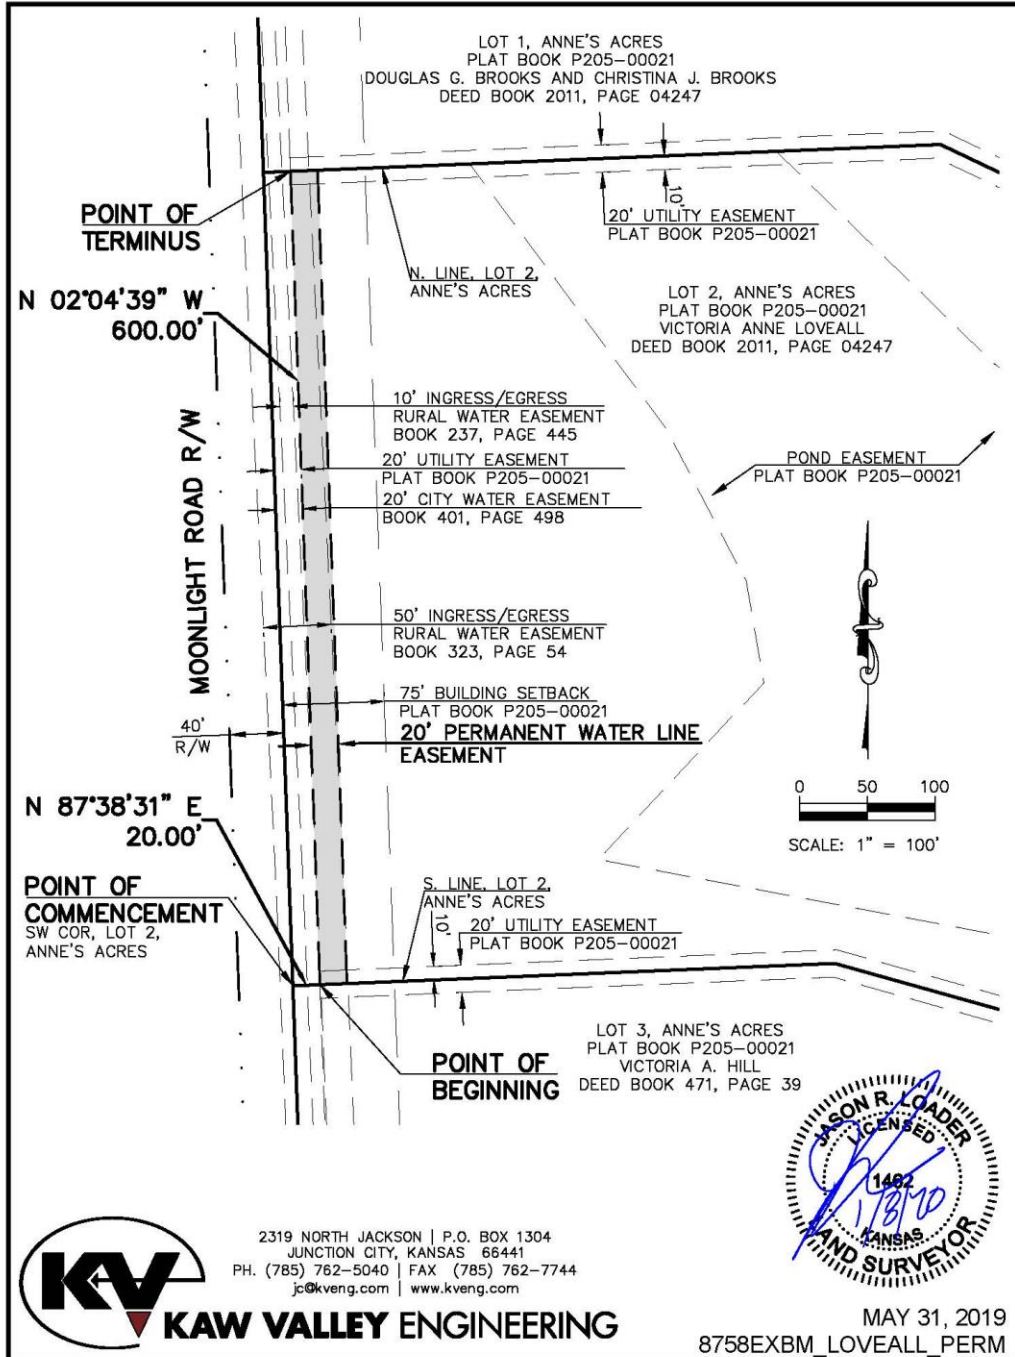 LOT 1, ANNE'S ACRES
PLAT BOOK P205-00021
DOUGLAS G. BROOKS AND CHRISTINA J. BROOKS
DEED BOOK 2011, PAGE 04247
POINT OF
TERMINUS
10'
20' UTILITY EASEMENT
PLAT BOOK P205-00021
N. LINE, LOT 2,
ANNE'S ACRES
N 02°04'39" W
600.00'
LOT 2, ANNE'S ACRES
PLAT BOOK P205-00021
VICTORIA ANNE LOVEALL
DEED BOOK 2011, PAGE 04247
10' INGRESS/EGRESS
RURAL WATER EASEMENT
BOOK 237, PAGE 445
20' UTILITY EASEMENT
PLAT BOOK P205-00021
20' CITY WATER EASEMENT
BOOK 401, PAGE 498
POND EASEMENT
PLAT BOOK P205-00021
MOONLIGHT ROAD R/W
50' INGRESS/EGRESS
RURAL WATER EASEMENT
BOOK 323, PAGE 54
75' BUILDING SETBACK
PLAT BOOK P205-00021
40'
R/W
20' PERMANENT WATER LINE
EASEMENT
N 87°38'31" E
20.00'
0 50 100
SCALE: 1" = 100'
POINT OF
COMMENCEMENT
SW COR, LOT 2,
ANNE'S ACRES
S. LINE, LOT 2,
ANNE'S ACRES
10'
20' UTILITY EASEMENT
PLAT BOOK P205-00021
POINT OF
BEGINNING
LOT 3, ANNE'S ACRES
PLAT BOOK P205-00021
VICTORIA A. HILL
DEED BOOK 471, PAGE 39
JASON R. LOADER
LICENSED
1462
1/8/20
KANSAS
LAND SURVEYOR
2319 NORTH JACKSON | P.O. BOX 1304
JUNCTION CITY, KANSAS 66441
PH. (785) 762-5040 | FAX (785) 762-7744
jc@kveng.com | www.kveng.com
KV
KAW VALLEY ENGINEERING
MAY 31, 2019
8758EXBM_LOVEALL_PERM